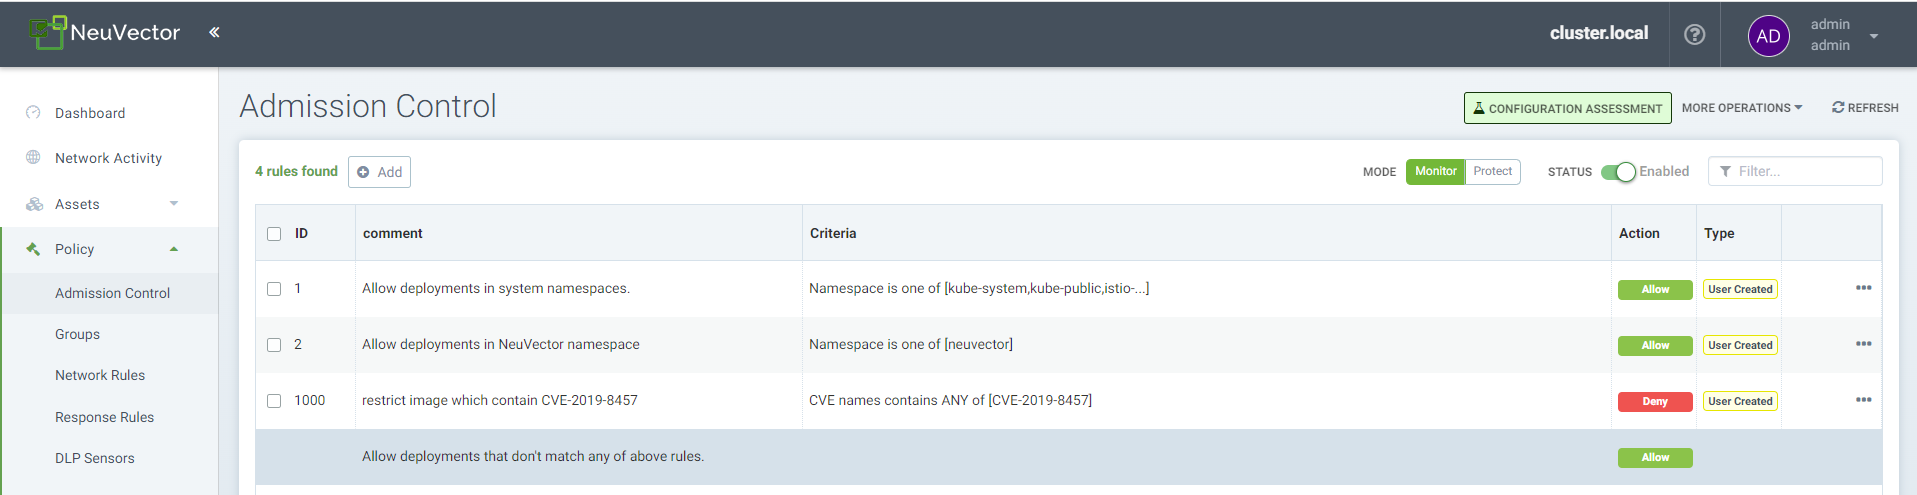 NeuVector
«
cluster.local
?
AD
admin
admin
Dashboard
Network Activity
Assets
Policy
Admission Control
Groups
Network Rules
Response Rules
DLP Sensors
Admission Control
CONFIGURATION ASSESSMENT
MORE OPERATIONS
REFRESH
4 rules found
Add
MODE
Monitor
Protect
STATUS
Enabled
Filter...
ID comment Criteria Action Type
1 Allow deployments in system namespaces. Namespace is one of [kube-system,kube-public,istio-...] Allow User Created •••
2 Allow deployments in NeuVector namespace Namespace is one of [neuvector] Allow User Created •••
1000 restrict image which contain CVE-2019-8457 CVE names contains ANY of [CVE-2019-8457] Deny User Created •••
Allow deployments that don't match any of above rules. Allow